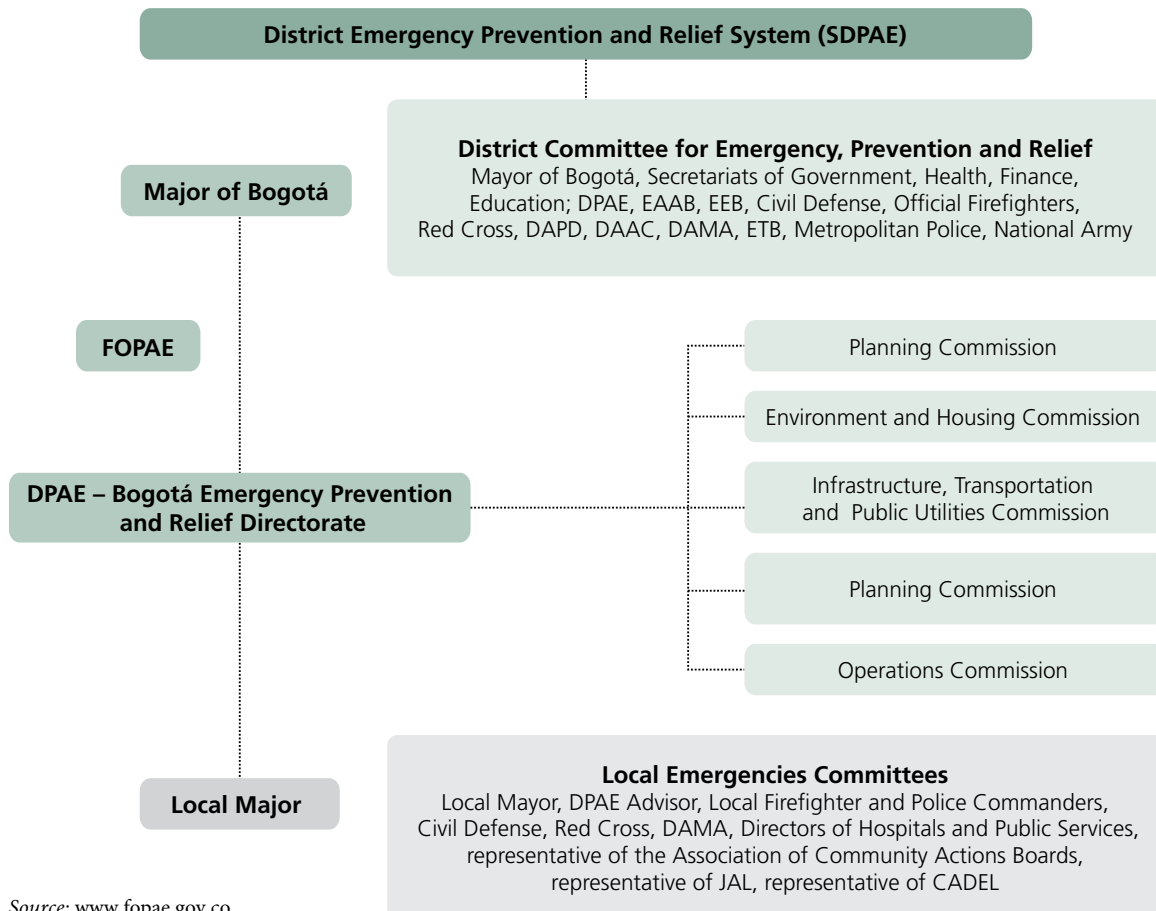 District Emergency Prevention and Relief System (SDPAE)
District Committee for Emergency, Prevention and Relief
Mayor of Bogotá, Secretariats of Government, Health, Finance,
Education; DPAE, EAAB, EEB, Civil Defense, Official Firefighters,
Red Cross, DAPD, DAAC, DAMA, ETB, Metropolitan Police, National Army
Major of Bogotá
FOPAE
Planning Commission
Environment and Housing Commission
DPAE – Bogotá Emergency Prevention
and Relief Directorate
Infrastructure, Transportation
and Public Utilities Commission
Planning Commission
Operations Commission
Local Major
Local Emergencies Committees
Local Mayor, DPAE Advisor, Local Firefighter and Police Commanders,
Civil Defense, Red Cross, DAMA, Directors of Hospitals and Public Services,
representative of the Association of Community Actions Boards,
representative of JAL, representative of CADEL
Source: www.fopae.gov.co